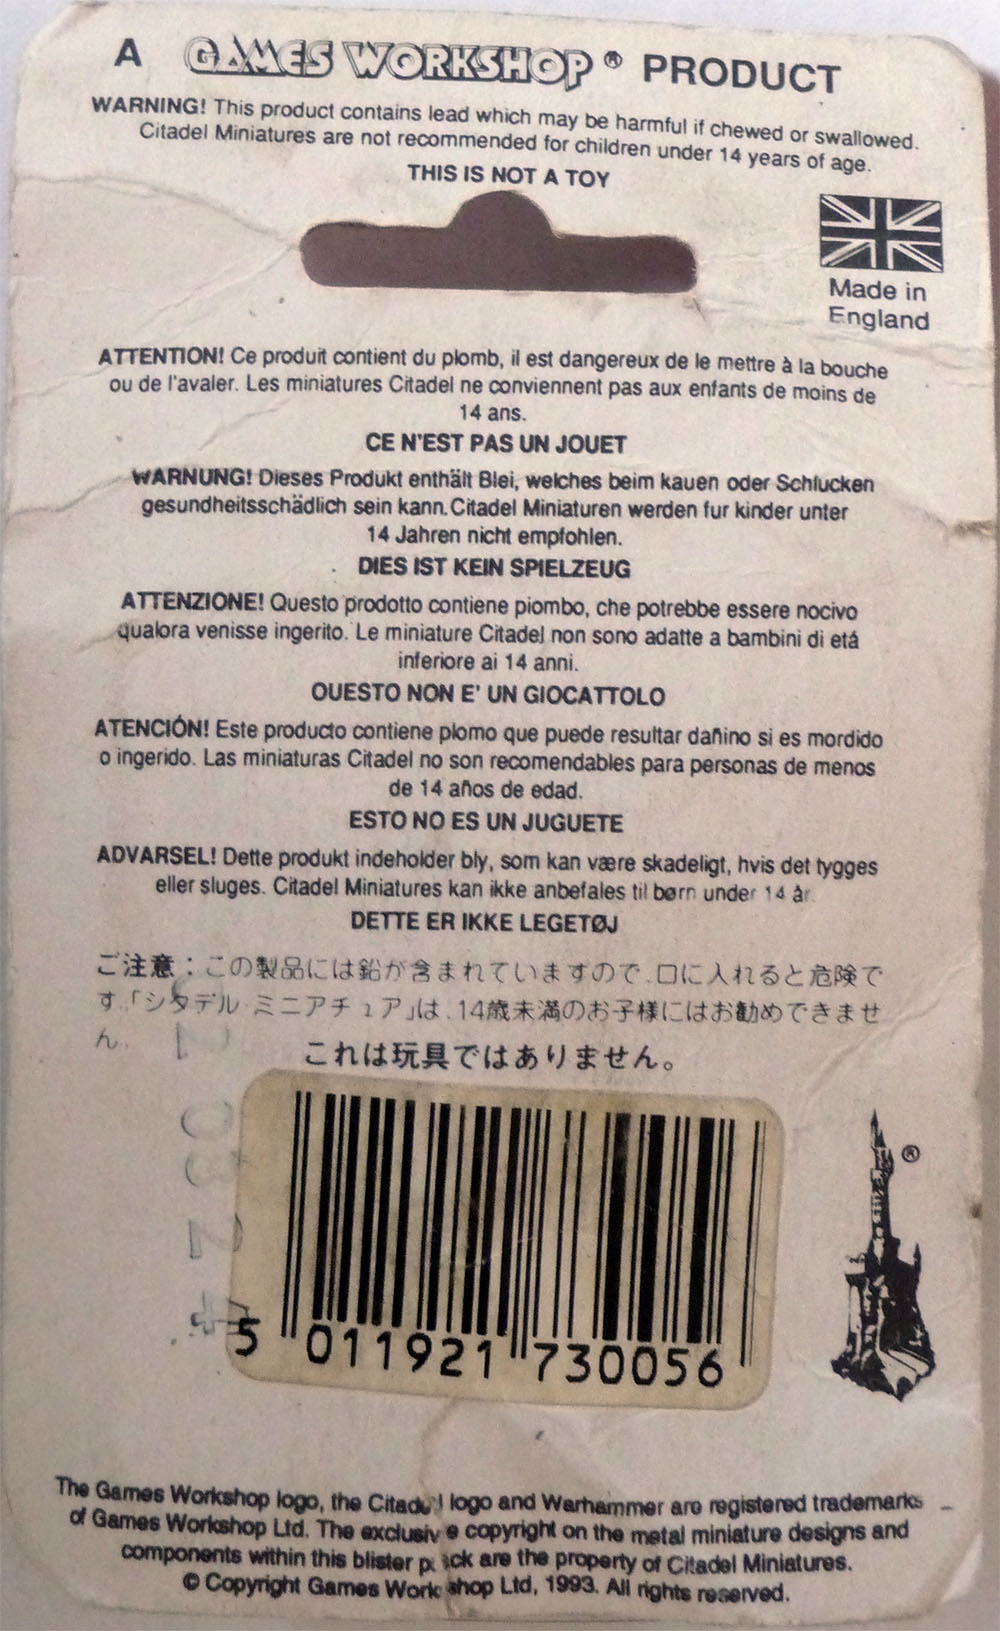 A GAMES WORKSHOP ® PRODUCT
WARNING! This product contains lead which may be harmful if chewed or swallowed.
Citadel Miniatures are not recommended for children under 14 years of age.
THIS IS NOT A TOY
Made in
England
ATTENTION! Ce produit contient du plomb, il est dangereux de le mettre à la bouche
ou de l'avaler. Les miniatures Citadel ne conviennent pas aux enfants de moins de
14 ans.
CE N'EST PAS UN JOUET
WARNUNG! Dieses Produkt enthält Blei, welches beim kauen oder Schlucken
gesundheitsschädlich sein kann. Citadel Miniaturen werden fur kinder unter
14 Jahren nicht empfohlen.
DIES IST KEIN SPIELZEUG
ATTENZIONE! Questo prodotto contiene piombo, che potrebbe essere nocivo
qualora venisse ingerito. Le miniature Citadel non sono adatte a bambini di etá
inferiore ai 14 anni.
QUESTO NON E' UN GIOCATTOLO
ATENCIÓN! Este producto contiene plomo que puede resultar dañino si es mordido
o ingerido. Las miniaturas Citadel no son recomendables para personas de menos
de 14 años de edad.
ESTO NO ES UN JUGUETE
ADVARSEL! Dette produkt indeholder bly, som kan være skadeligt, hvis det tygges
eller sluges. Citadel Miniatures kan ikke anbefales til børn under 14 år.
DETTE ER IKKE LEGETØJ
ご注意：この製品には鉛が含まれていますので、口に入れると危険で
す。「シタデル・ミニアチュア」は、14歳未満のお子様にはお勧めできませ
ん。
これは玩具ではありません。
®
5 011921 730056
The Games Workshop logo, the Citadel logo and Warhammer are registered trademarks
of Games Workshop Ltd. The exclusive copyright on the metal miniature designs and
components within this blister pack are the property of Citadel Miniatures.
© Copyright Games Workshop Ltd, 1993. All rights reserved.